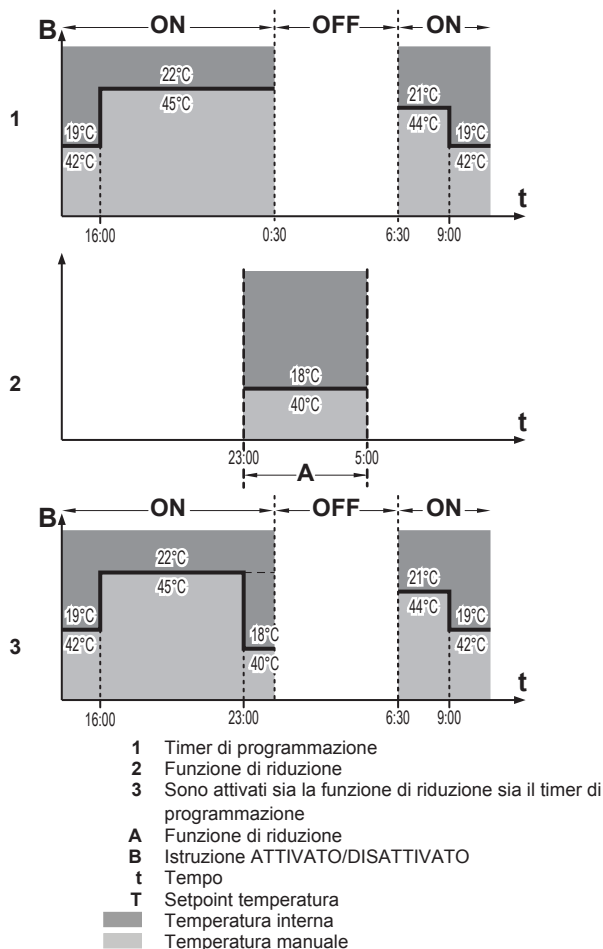 B ON OFF ON
22°C
45°C
21°C
44°C
1
19°C
42°C
19°C
42°C
t
16:00 0:30 6:30 9:00
2
18°C
40°C
t
23:00 5:00
A
B ON OFF ON
22°C
45°C
21°C
44°C
19°C
42°C
18°C
40°C
19°C
42°C
3
t
16:00 23:00 6:30 9:00
1 Timer di programmazione
2 Funzione di riduzione
3 Sono attivati sia la funzione di riduzione sia il timer di
programmazione
A Funzione di riduzione
B Istruzione ATTIVATO/DISATTIVATO
t Tempo
T Setpoint temperatura
Temperatura interna
Temperatura manuale